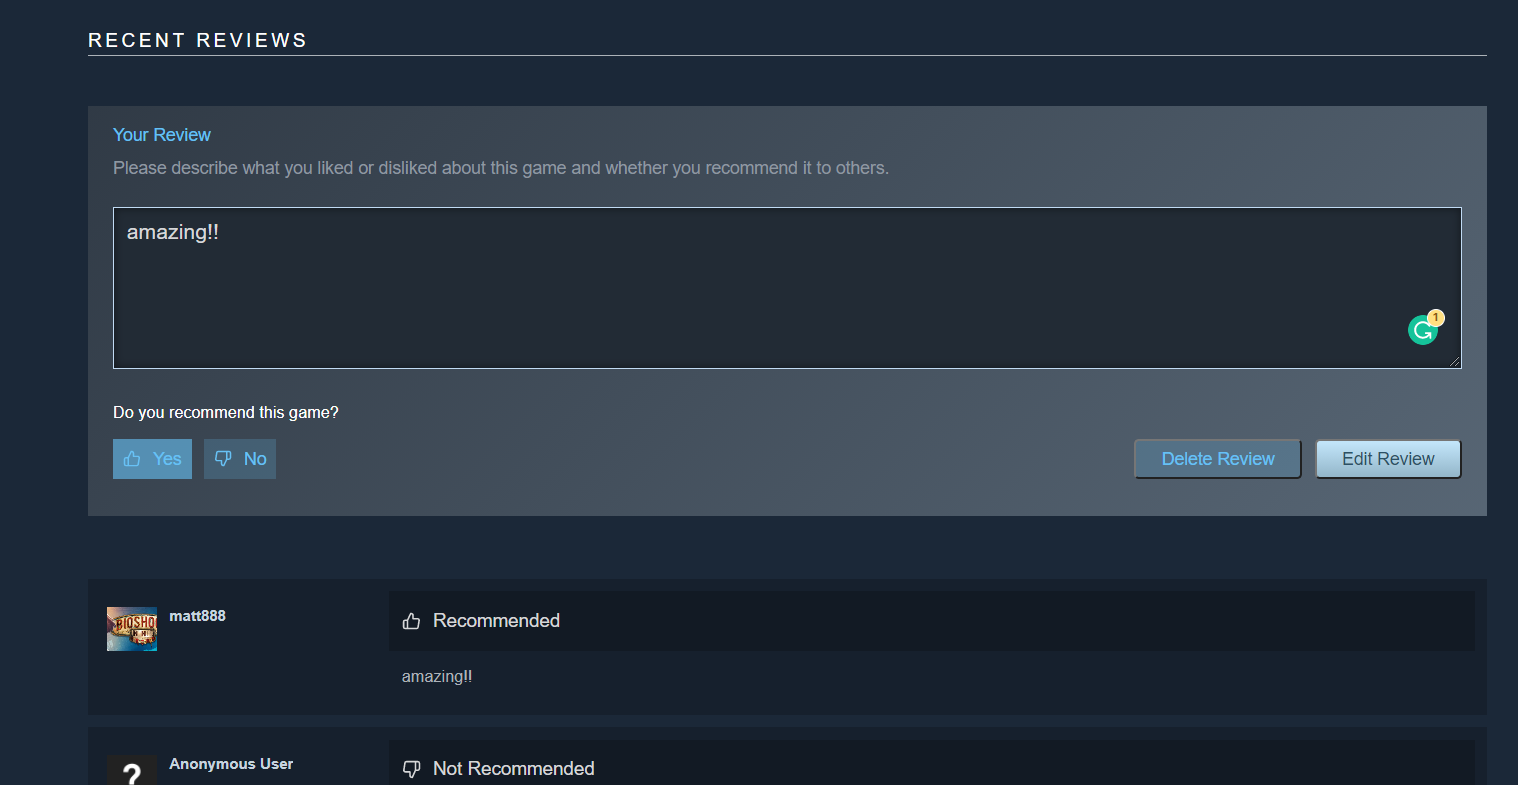 RECENT REVIEWS
Your Review
Please describe what you liked or disliked about this game and whether you recommend it to others.
amazing!!
1
Do you recommend this game?
Yes No Delete Review Edit Review
matt888 Recommended
BIOSHO
amazing!!
Anonymous User Not Recommended
?